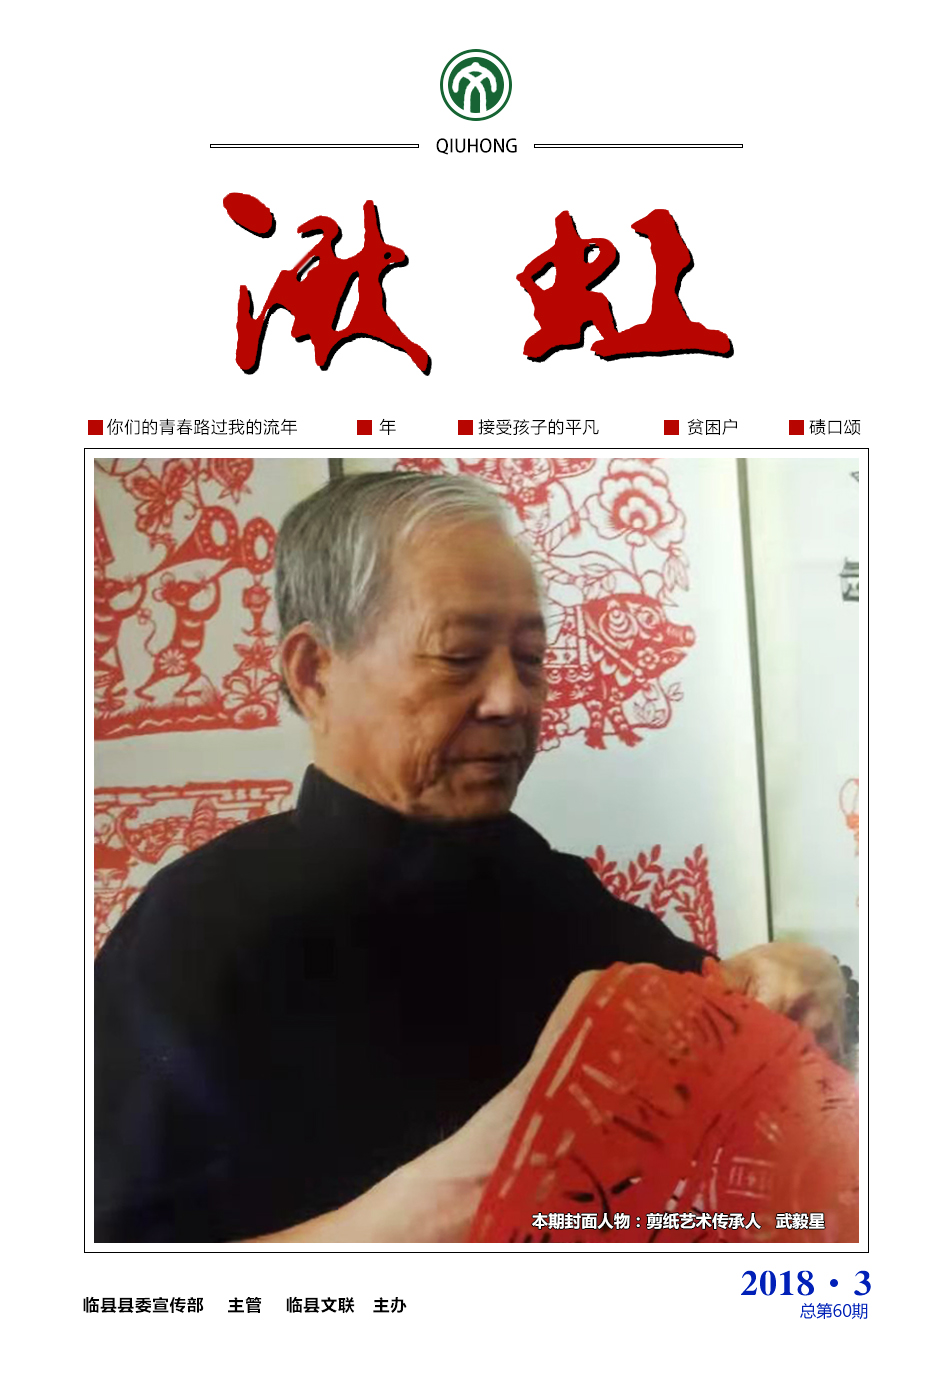 QIUHONG
湫虹
你们的青春路过我的流年 年 接受孩子的平凡 贫困户 碛口颂
本期封面人物：剪纸艺术传承人 武毅星
2018·3
总第60期
临县县委宣传部 主管 临县文联 主办